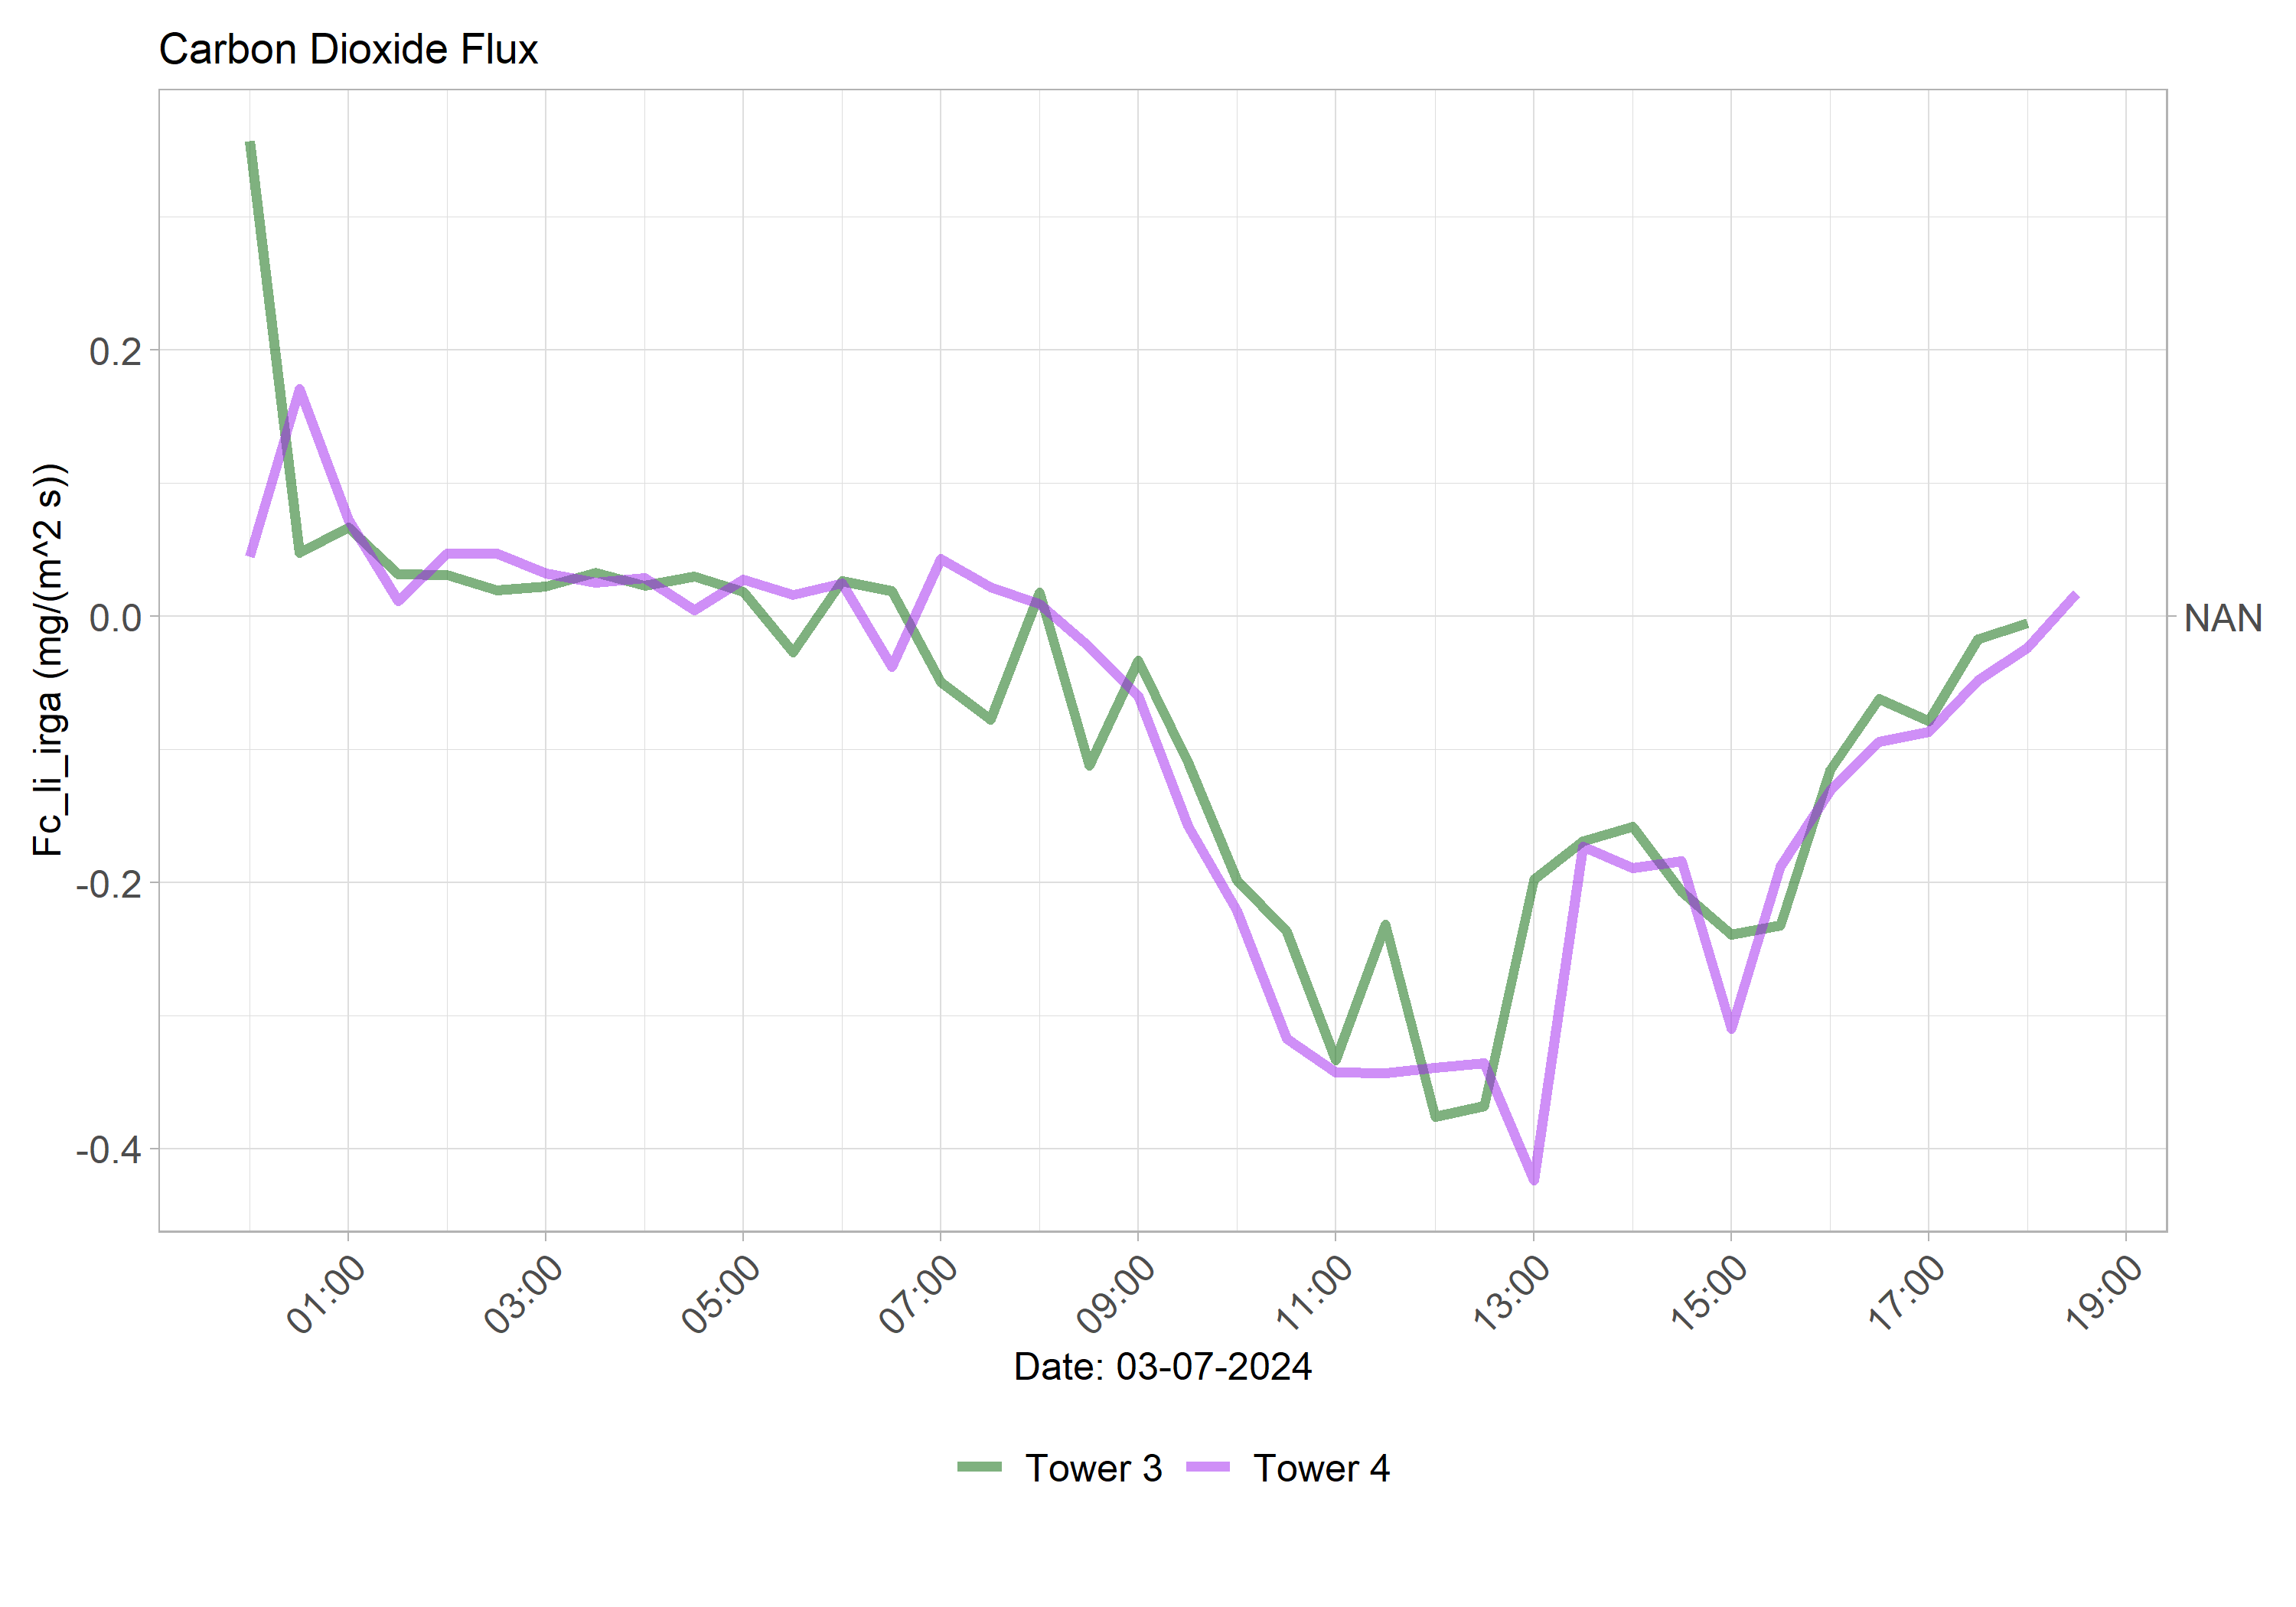 Carbon Dioxide Flux
Fc_li_irga (mg/(m^2 s))
0.2
0.0
-0.2
-0.4
NAN
01:00
03:00
05:00
07:00
09:00
11:00
13:00
15:00
17:00
19:00
Date: 03-07-2024
Tower 3
Tower 4